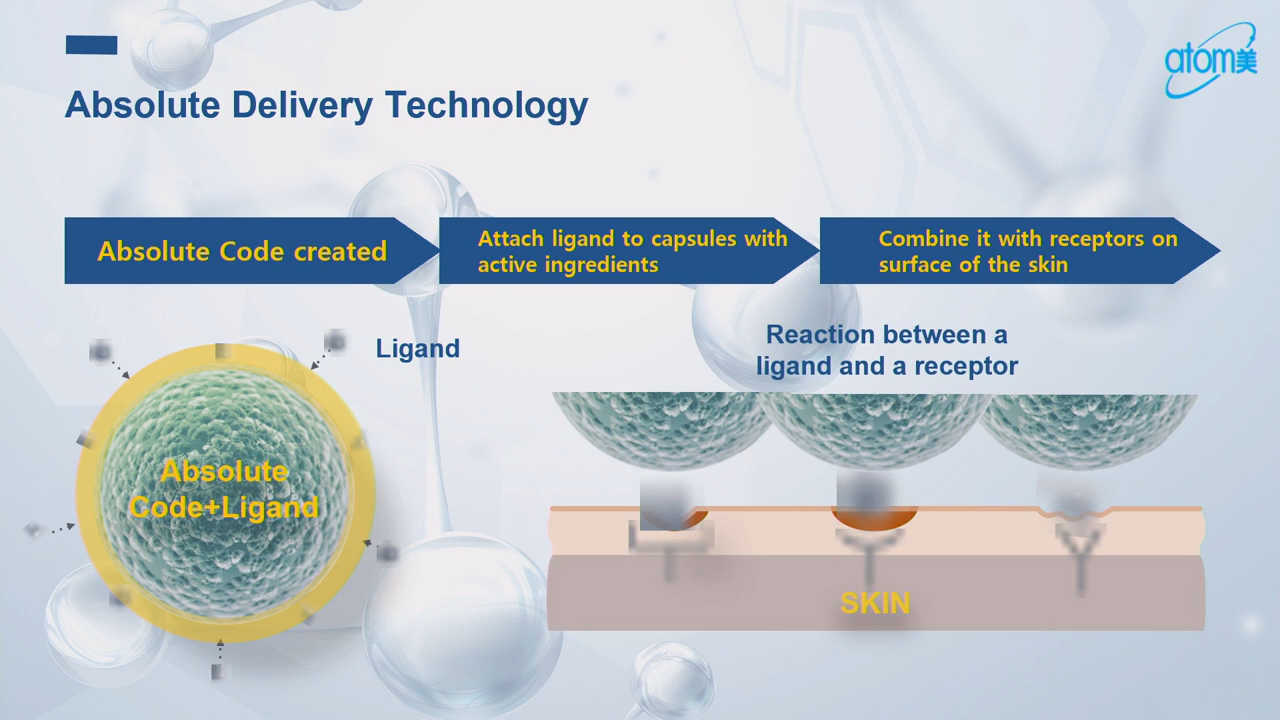 atom美
Absolute Delivery Technology
Absolute Code created
Attach ligand to capsules with
active ingredients
Combine it with receptors on
surface of the skin
Ligand
Absolute
Code+Ligand
Reaction between a
ligand and a receptor
SKIN